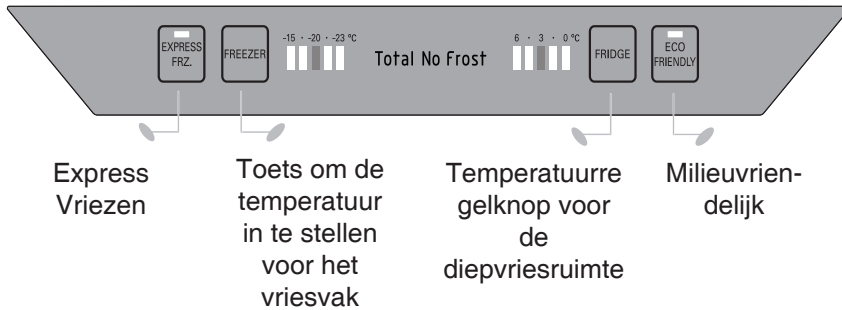 EXPRESS
FRZ.
FREEZER
-15 · -20 · -23 °C
Total No Frost
6 · 3 · 0 °C
FRIDGE
ECO
FRIENDLY
Express
Vriezen
Toets om de
temperatuur
in te stellen
voor het
vriesvak
Temperatuurre
gelknop voor
de
diepvriesruimte
Milieuvrien-
delijk